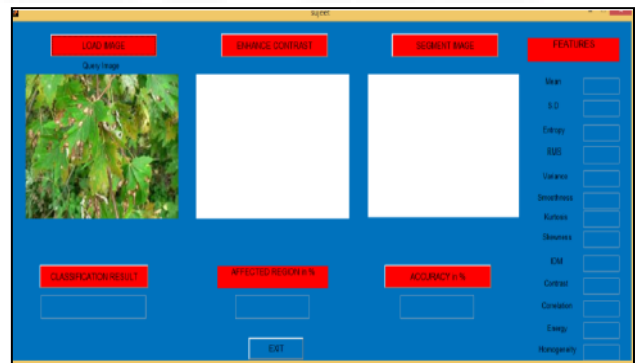 sujeet
LOAD IMAGE
ENHANCE CONTRAST
SEGMENT IMAGE
FEATURES
Query Image
Mean
S.D
Entropy
RMS
Variance
Smoothness
Kurtosis
Skewness
IDM
Contrast
Correlation
Energy
Homogeneity
CLASSIFICATION RESULT
AFFECTED REGION in %
ACCURACY in %
EXIT